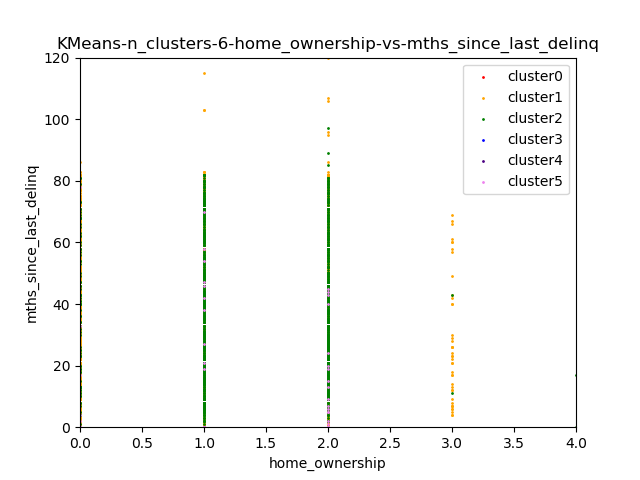 KMeans-n_clusters-6-home_ownership-vs-mths_since_last_delinq
120
100
80
60
40
20
0
mths_since_last_delinq
cluster0
cluster1
cluster2
cluster3
cluster4
cluster5
0.0 0.5 1.0 1.5 2.0 2.5 3.0 3.5 4.0
home_ownership